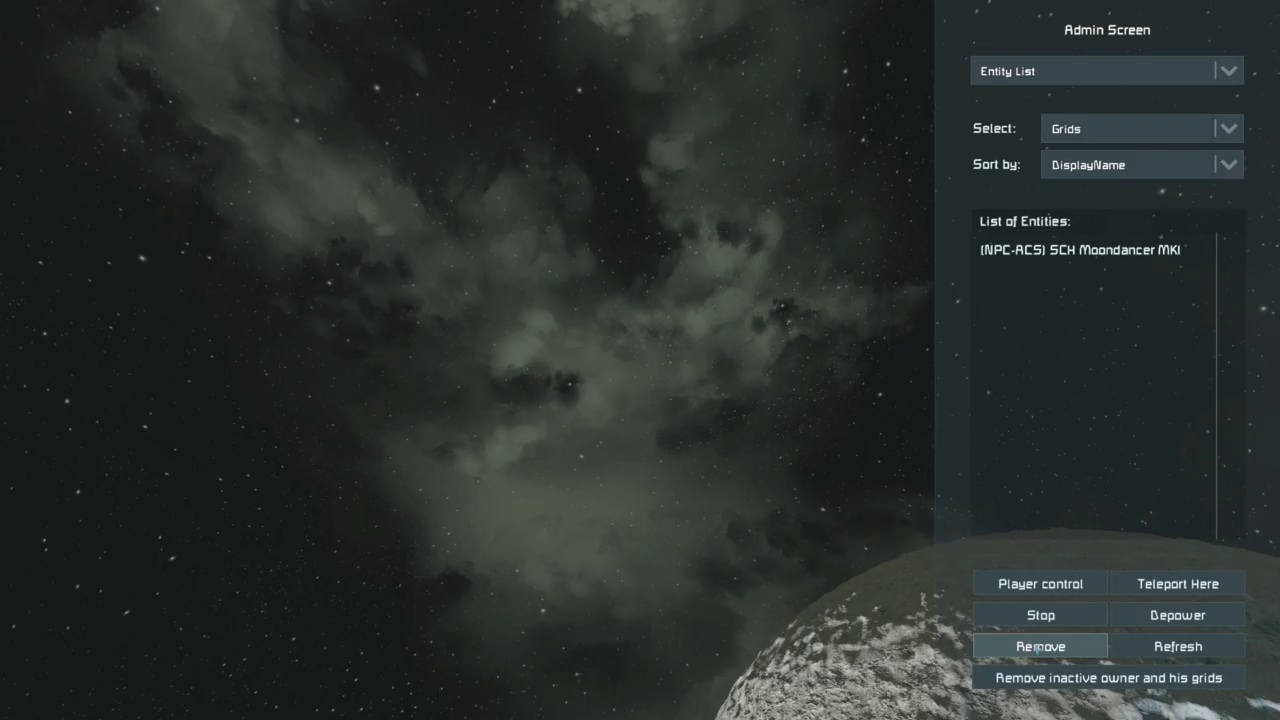 Admin Screen
Entity List
Select: Grids
Sort by: DisplayName
List of Entities:
(NPC-ACS) SCH Moondancer MKI
Player control Teleport Here
Stop Depower
Remove Refresh
Remove inactive owner and his grids